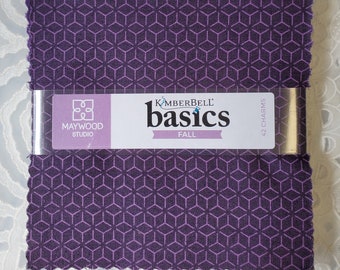 MAYWOOD
STUDIO
KIMBERBELL
basics
FALL
42 CHARMS